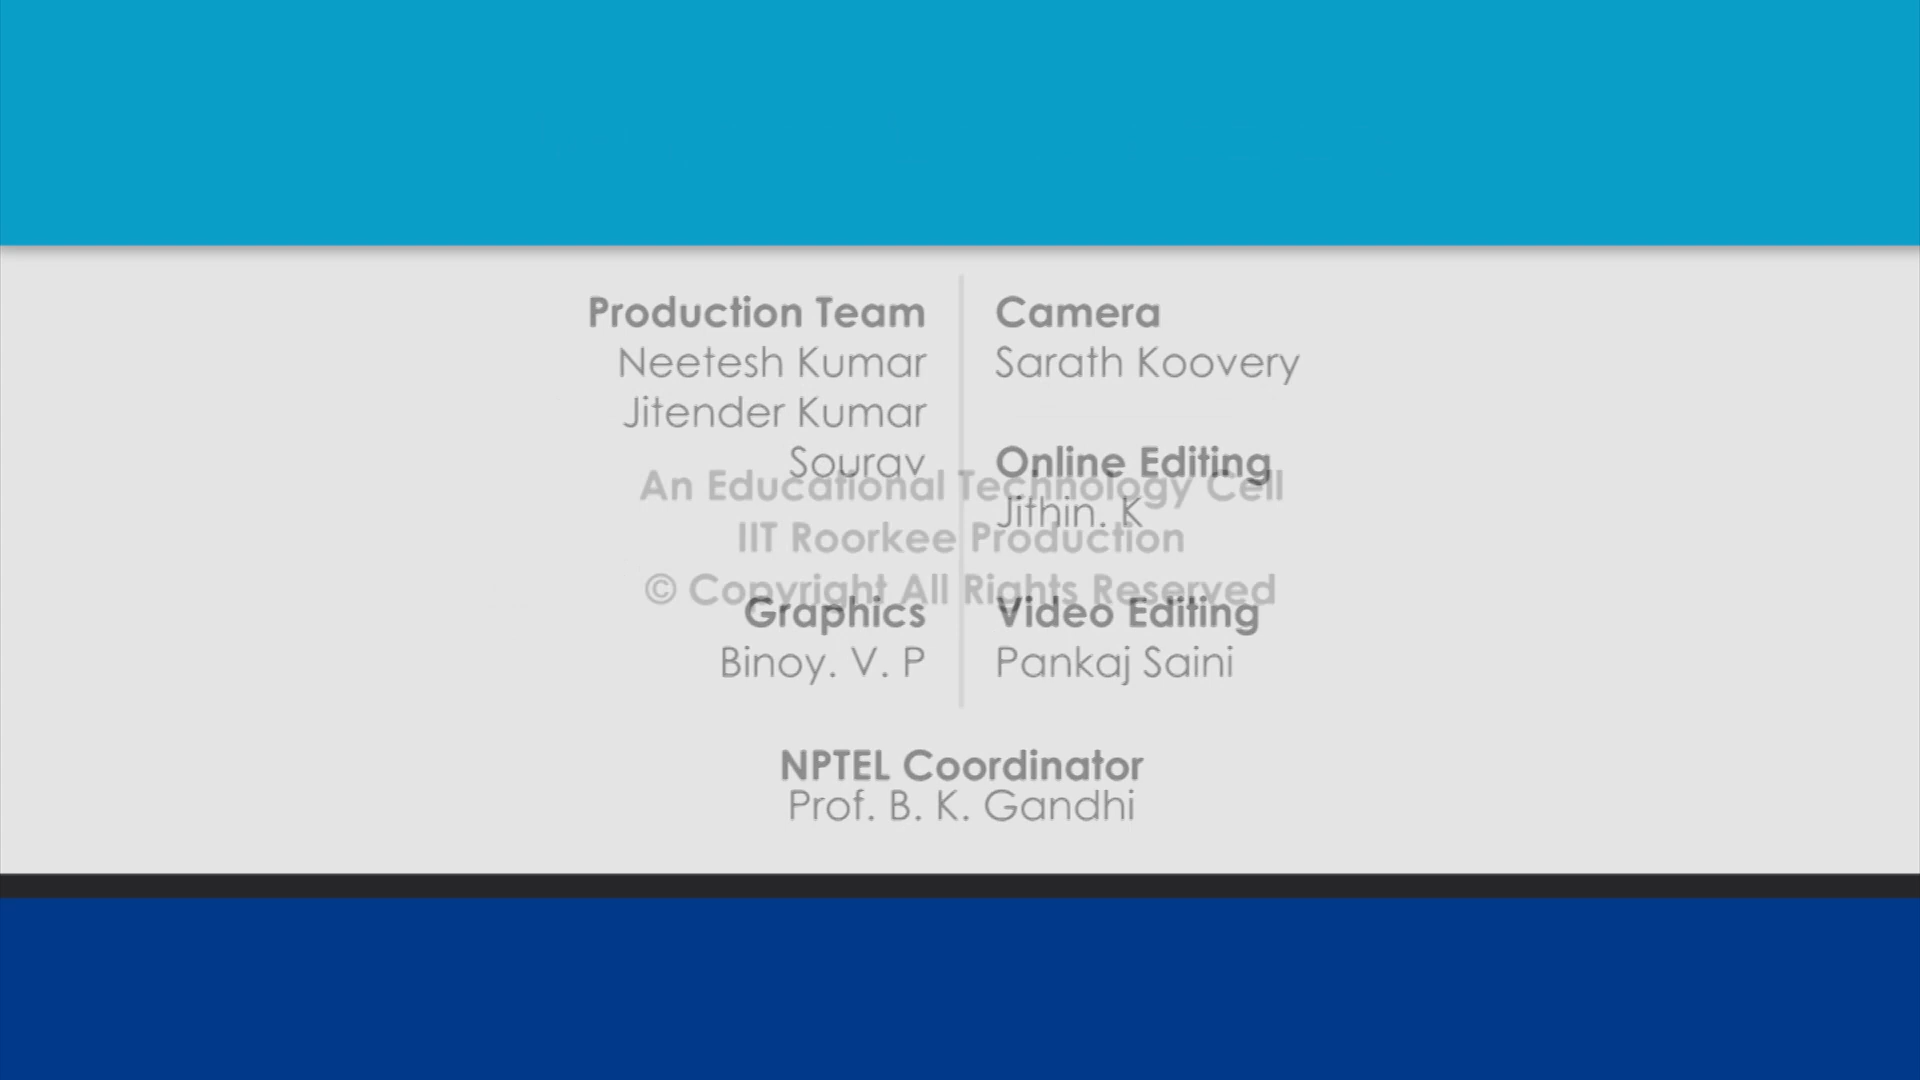 Production Team
Neetesh Kumar
Jitender Kumar
Sourav
Graphics
Binoy. V. P
Camera
Sarath Koovery
Online Editing
Jithin. K
Video Editing
Pankaj Saini
NPTEL Coordinator
Prof. B. K. Gandhi
An Educational Technology Cell
IIT Roorkee Production
© Copyright All Rights Reserved